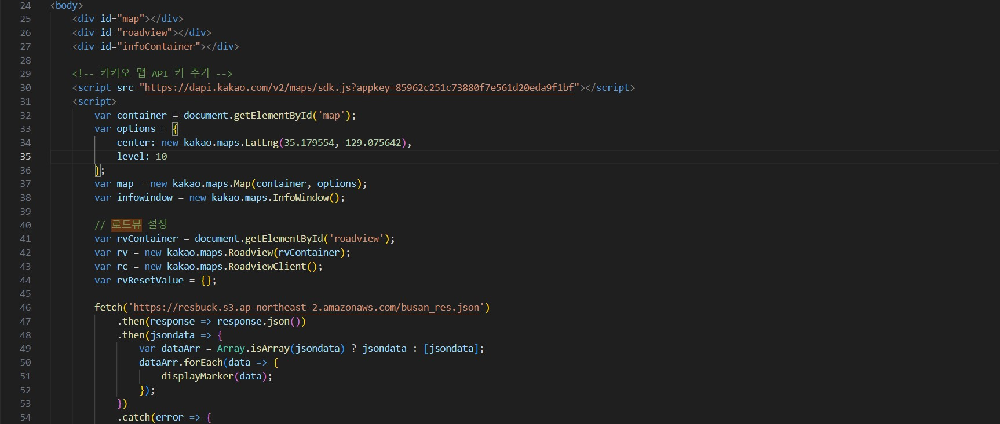 24 <body>
25 <div id="map"></div>
26 <div id="roadview"></div>
27 <div id="infoContainer"></div>
28
29 <!-- 카카오 맵 API 키 추가 -->
30 <script src="https://dapi.kakao.com/v2/maps/sdk.js?appkey=85962c251c73880f7e561d20eda9f1bf"></script>
31 <script>
32 var container = document.getElementById('map');
33 var options = {
34 center: new kakao.maps.LatLng(35.179554, 129.075642),
35 level: 10
36 };
37 var map = new kakao.maps.Map(container, options);
38 var infowindow = new kakao.maps.InfoWindow();
39
40 // 로드뷰 설정
41 var rvContainer = document.getElementById('roadview');
42 var rv = new kakao.maps.Roadview(rvContainer);
43 var rc = new kakao.maps.RoadviewClient();
44 var rvResetValue = {};
45
46 fetch('https://resbuck.s3.ap-northeast-2.amazonaws.com/busan_res.json')
47 .then(response => response.json())
48 .then(jsondata => {
49 var dataArr = Array.isArray(jsondata) ? jsondata : [jsondata];
50 dataArr.forEach(data => {
51 displayMarker(data);
52 });
53 })
54 .catch(error => {